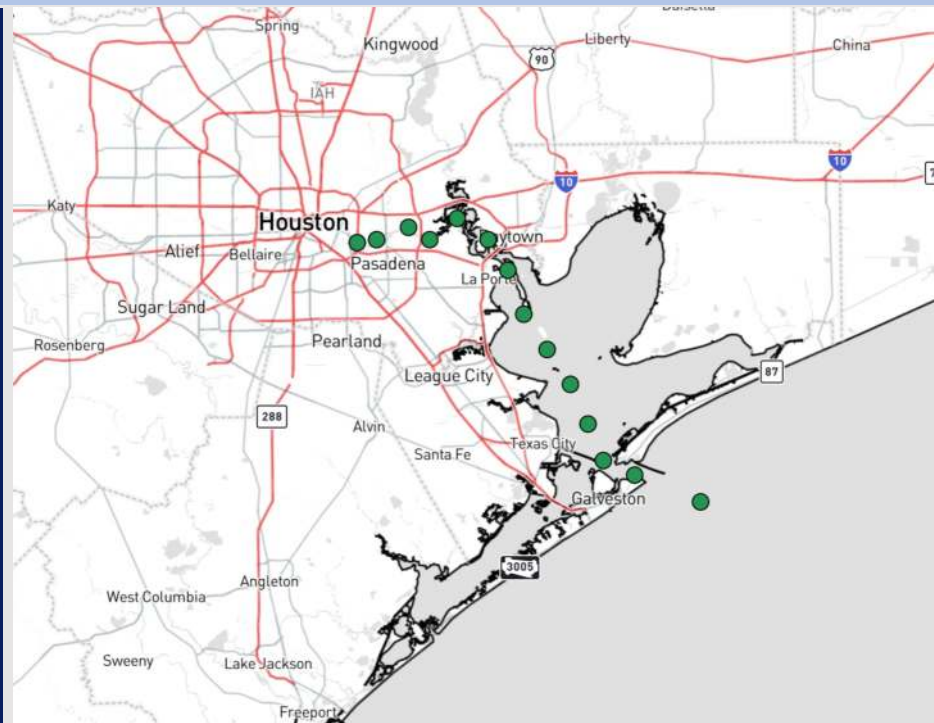 Spring
Kingwood
Liberty
China
90
IAH
10
10
Katy
Houston
Alief
Bellaire
Pasadena
La Porte
Sugar Land
Rosenberg
Pearland
League City
87
288
Alvin
Texas City
Santa Fe
Galveston
3005
Angleton
West Columbia
Sweeny
Lake Jackson
Freeport